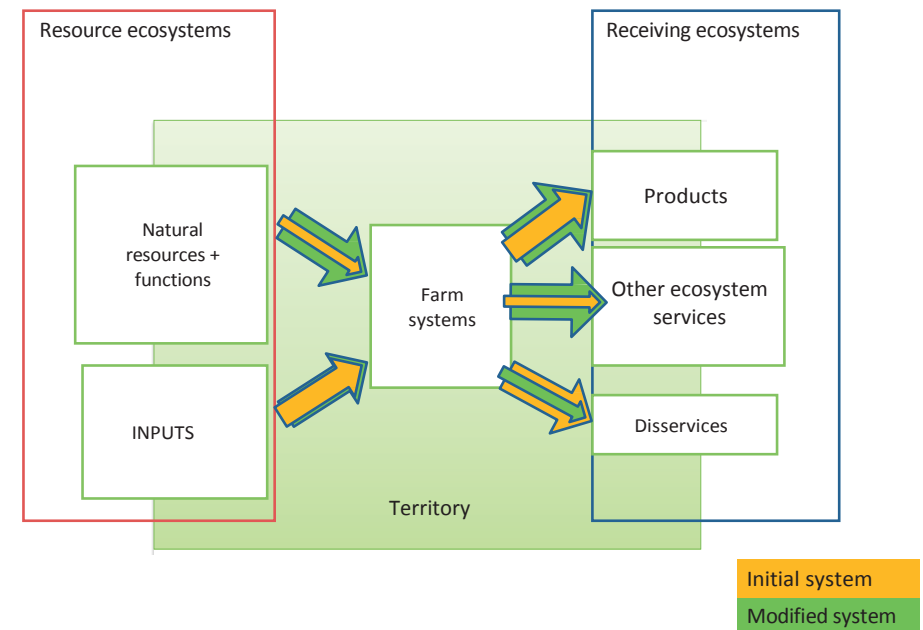 Resource ecosystems
Receiving ecosystems
Natural
resources +
functions
INPUTS
Farm
systems
Products
Other ecosystem
services
Disservices
Territory
Initial system
Modified system